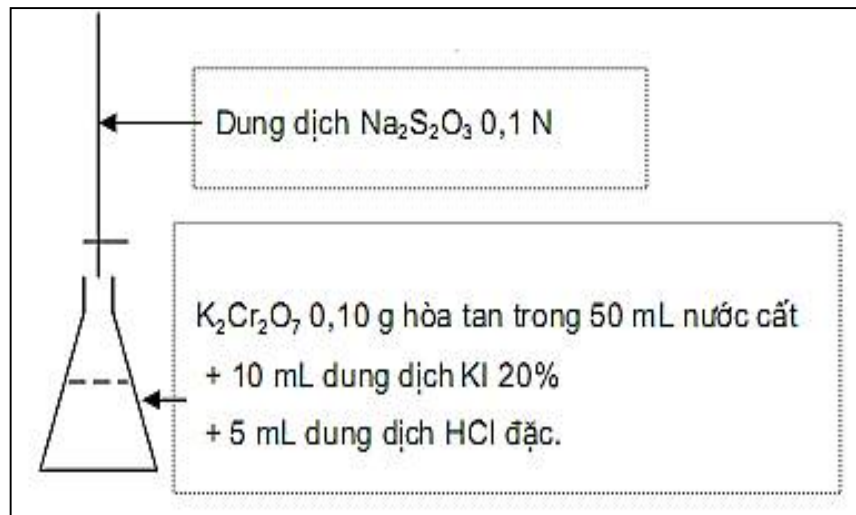 Dung dịch Na₂S₂O₃ 0,1 N
K₂Cr₂O₇ 0,10 g hòa tan trong 50 mL nước cất
+ 10 mL dung dịch KI 20%
+ 5 mL dung dịch HCl đặc.